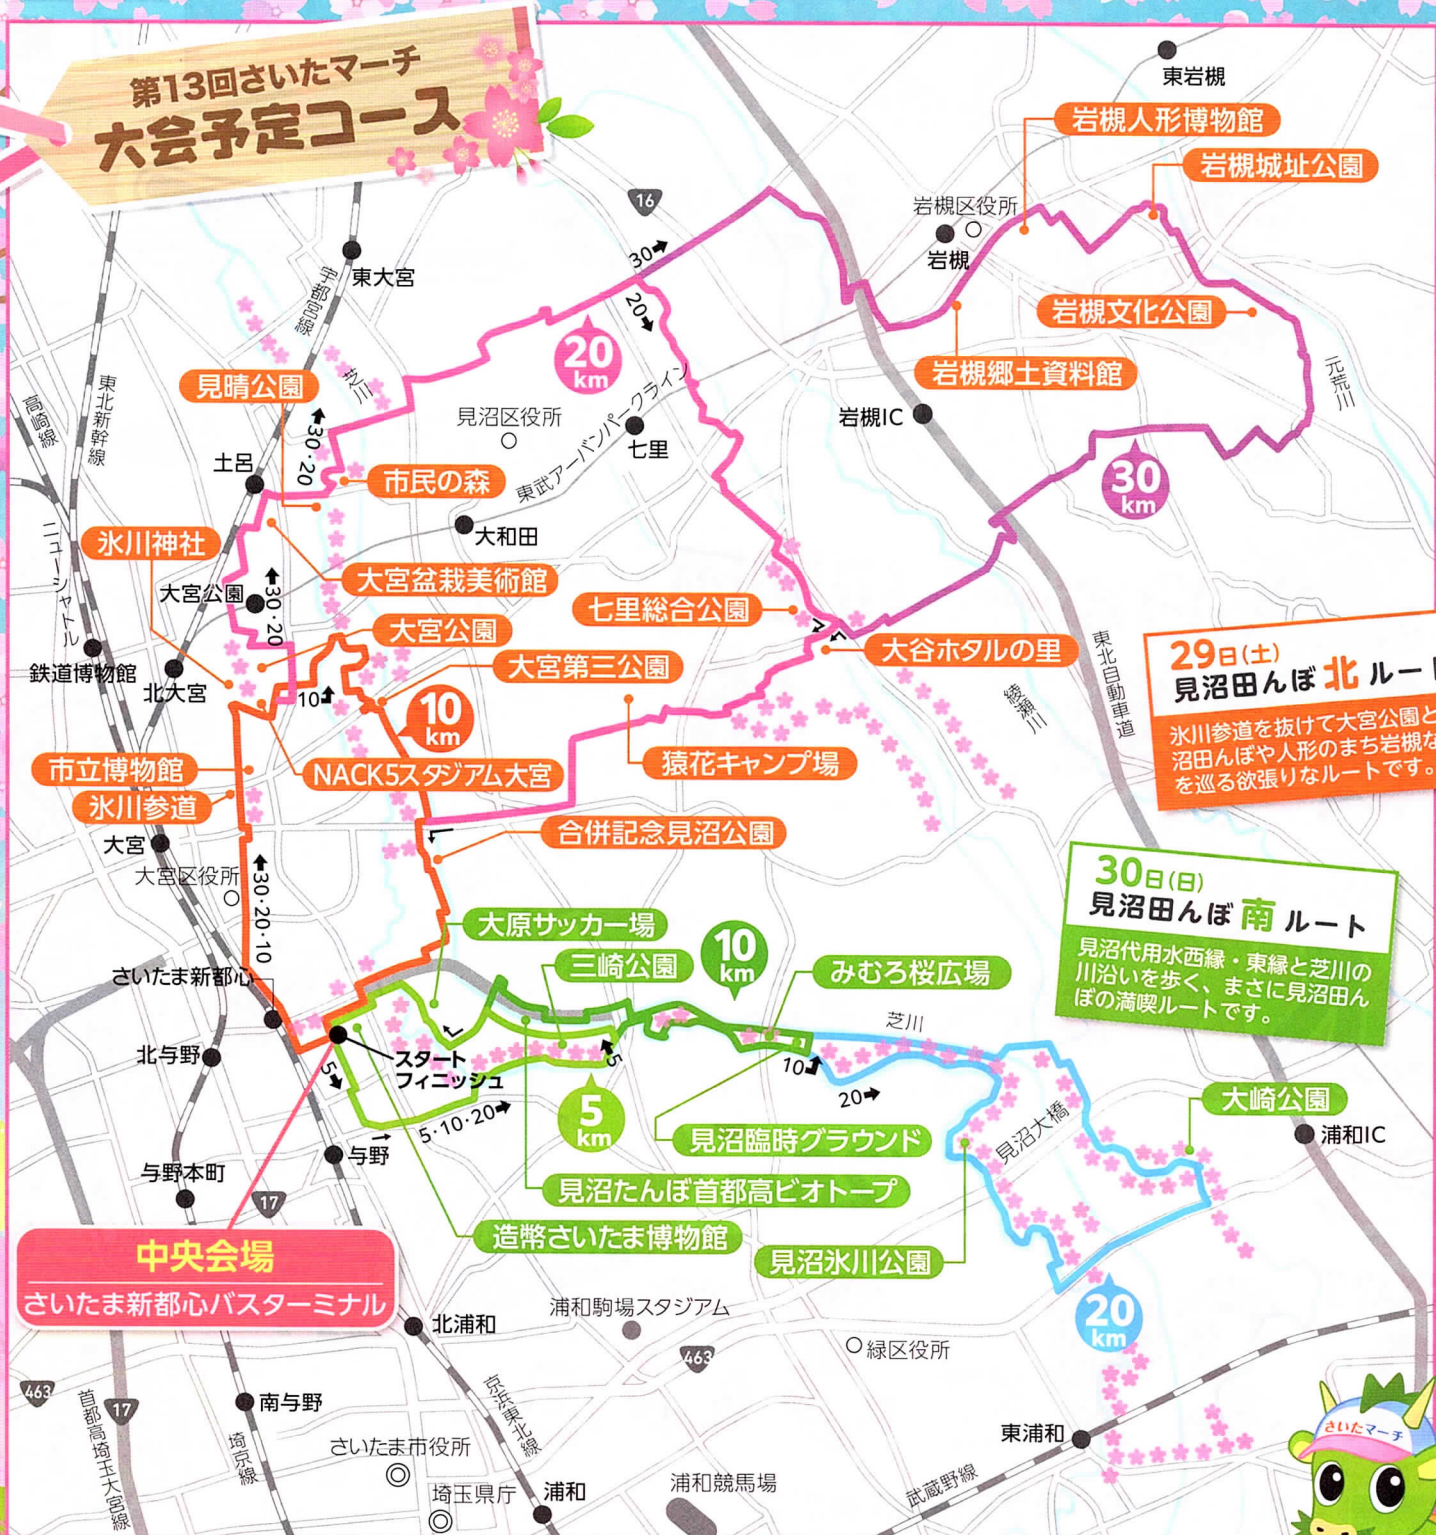 第13回さいたマーチ
大会予定コース
東岩槻
岩槻人形博物館
岩槻城址公園
16
岩槻区役所
岩槻
30
20
東大宮
宇都宮線
岩槻文化公園
20
km
岩槻郷土資料館
元荒川
見晴公園
芝川
東北新幹線
高崎線
見沼区役所
東武アーバンパークライン
七里
岩槻IC
30・20
土呂
市民の森
30
km
大和田
ニューシャトル
氷川神社
大宮盆栽美術館
大宮公園
30・20
七里総合公園
大宮公園
大谷ホタルの里
鉄道博物館
北大宮
大宮第三公園
10
10
km
綾瀬川
東北自動車道
29日(土)
見沼田んぼ北ルート
氷川参道を抜けて大宮公園と
沼田んぼや人形のまち岩槻な
を巡る欲張りなルートです。
市立博物館
NACK5スタジアム大宮
猿花キャンプ場
氷川参道
合併記念見沼公園
大宮
大宮区役所
30・20・10
30日(日)
見沼田んぼ南ルート
見沼代用水西縁・東縁と芝川の
川沿いを歩く、まさに見沼田ん
ぼの満喫ルートです。
大原サッカー場
10
km
三崎公園
みむろ桜広場
さいたま新都心
芝川
北与野
スタート
フィニッシュ
5
5
10
20
5・10・20
5
km
大崎公園
見沼大橋
浦和IC
見沼臨時グラウンド
与野
与野本町
見沼たんぼ首都高ビオトープ
17
造幣さいたま博物館
見沼氷川公園
中央会場
さいたま新都心バスターミナル
20
km
浦和駒場スタジアム
北浦和
緑区役所
463
463
首都高埼玉大宮線
17
南与野
京浜東北線
さいたマーチ
東浦和
さいたま市役所
埼京線
浦和競馬場
武蔵野線
埼玉県庁
浦和